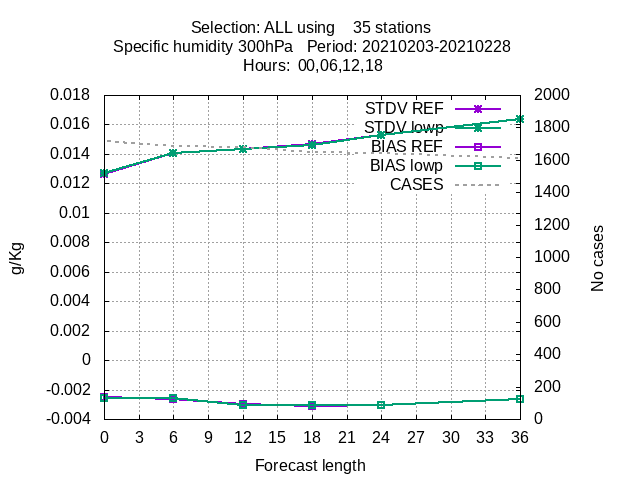 Selection: ALL using    35 stations
Specific humidity 300hPa   Period: 20210203-20210228
Hours: 00,06,12,18
0.018
0.016
0.014
0.012
0.01
0.008
0.006
0.004
0.002
0
-0.002
-0.004
g/Kg
STDV REF
STDV lowp
BIAS REF
BIAS lowp
CASES
2000
1800
1600
1400
1200
1000
800
600
400
200
0
No cases
0 3 6 9 12 15 18 21 24 27 30 33 36
Forecast length